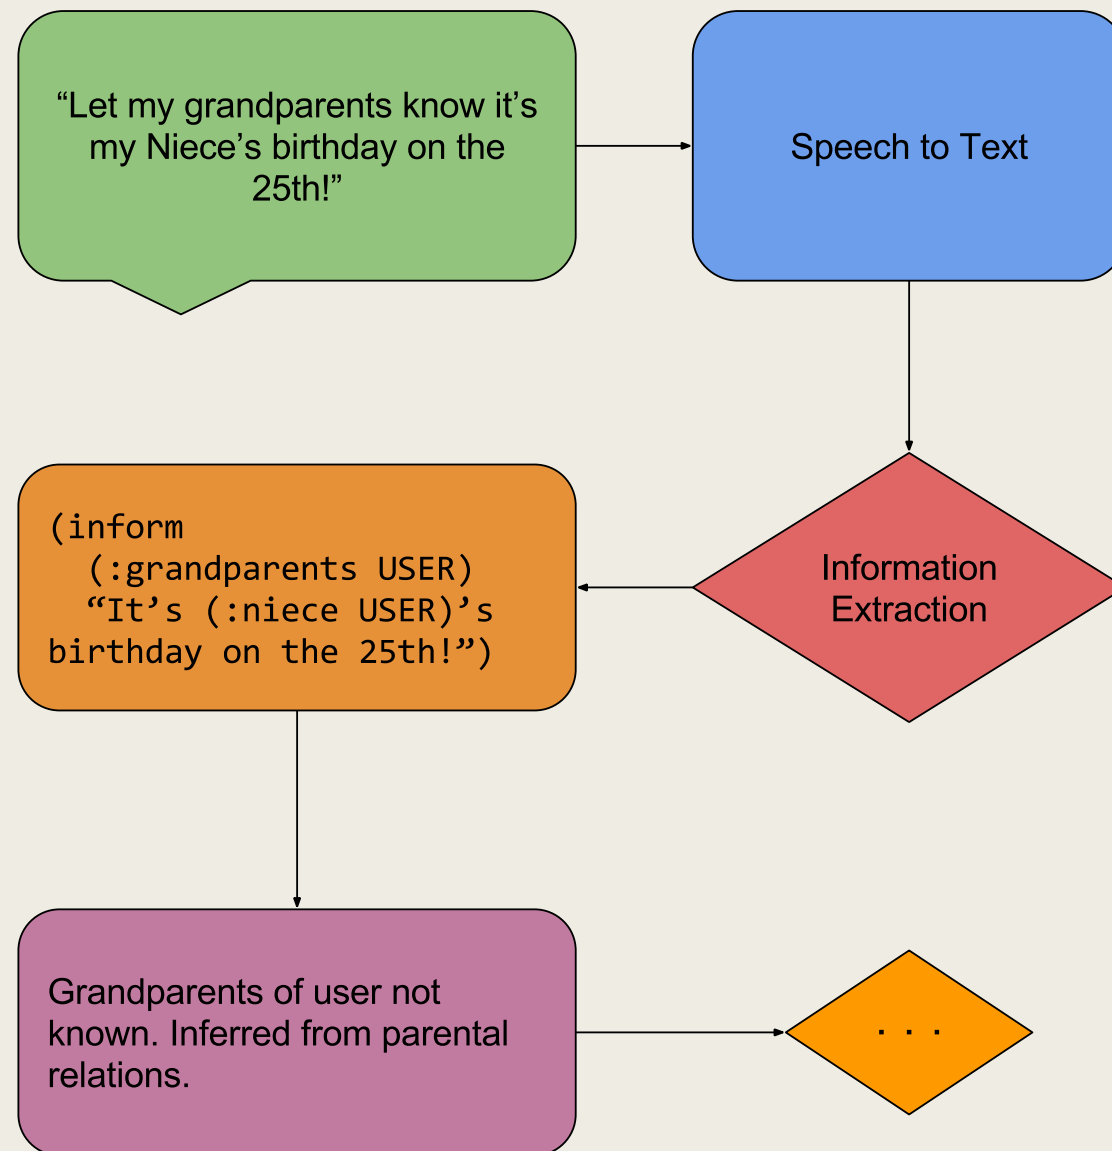 “Let my grandparents know it’s
my Niece’s birthday on the
25th!”
Speech to Text
Information
Extraction
(inform
(:grandparents USER)
“It’s (:niece USER)’s
birthday on the 25th!”)
Grandparents of user not
known. Inferred from parental
relations.
. . .